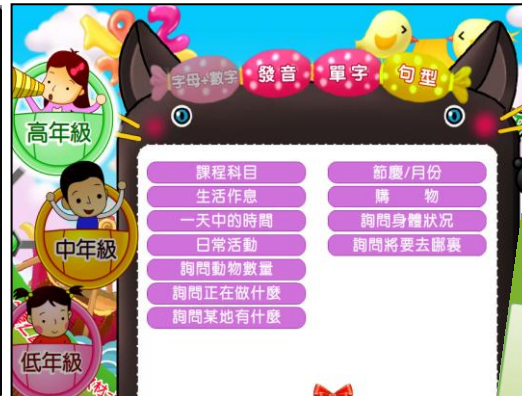 字母+數字
發音
單字
句型
高年級
中年級
低年級
課程科目
生活作息
一天中的時間
日常活動
詢問動物數量
詢問正在做什麼
詢問某地有什麼
節慶/月份
購 物
詢問身體狀況
詢問將要去哪裏